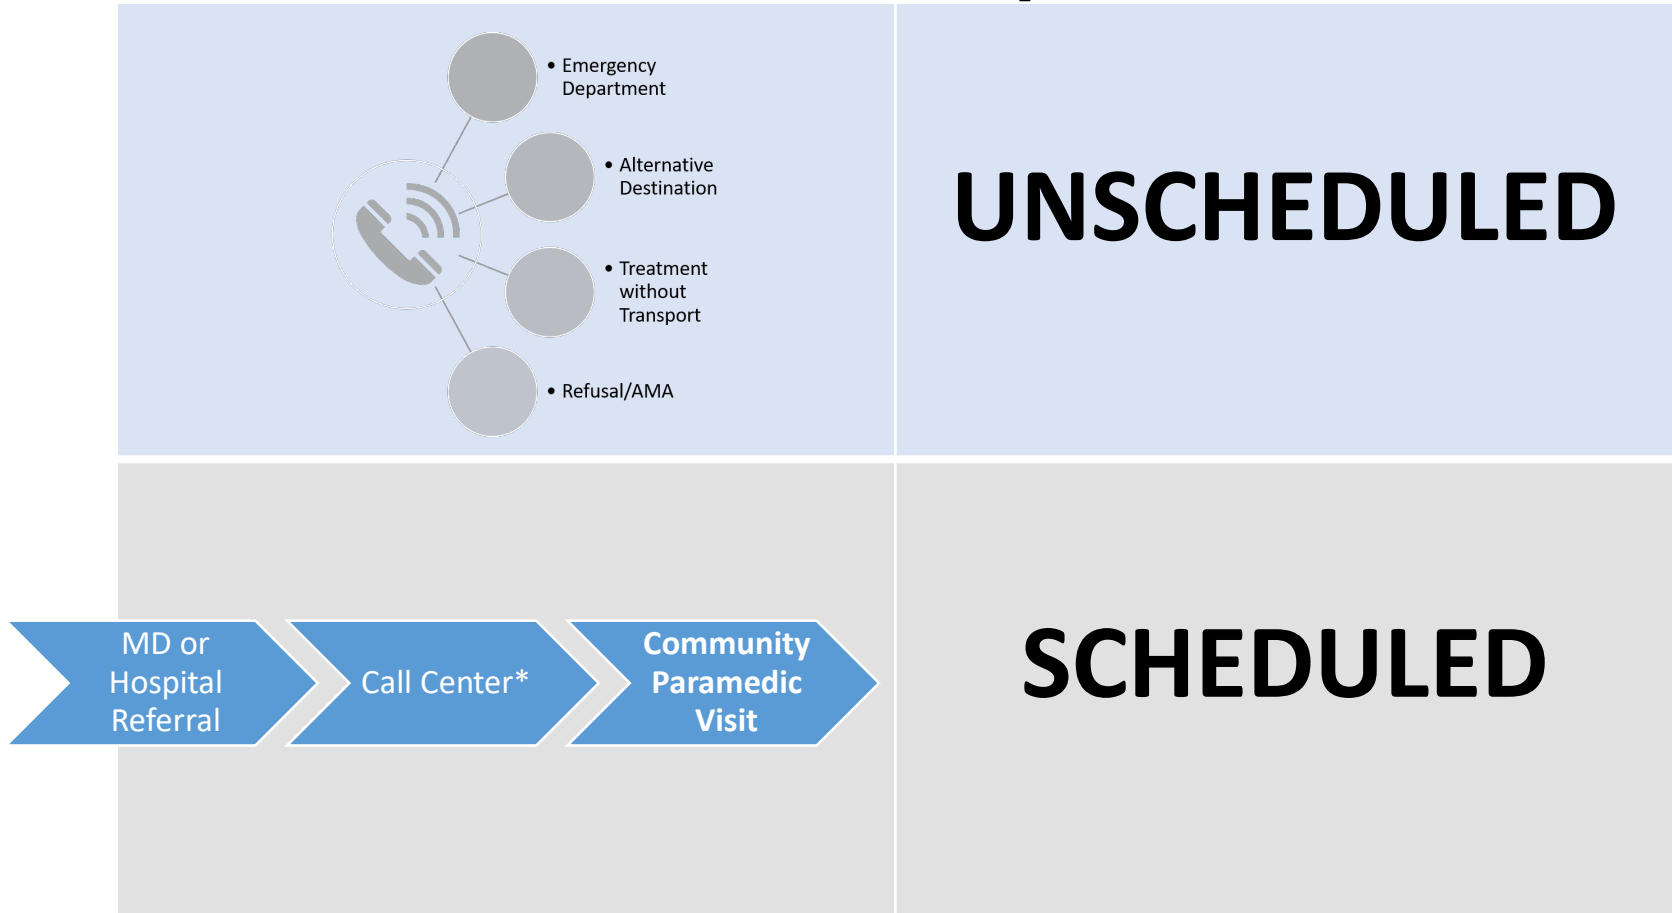 • Emergency
Department
• Alternative
Destination
• Treatment
without
Transport
• Refusal/AMA
UNSCHEDULED
MD or
Hospital
Referral
Call Center*
Community
Paramedic
Visit
SCHEDULED